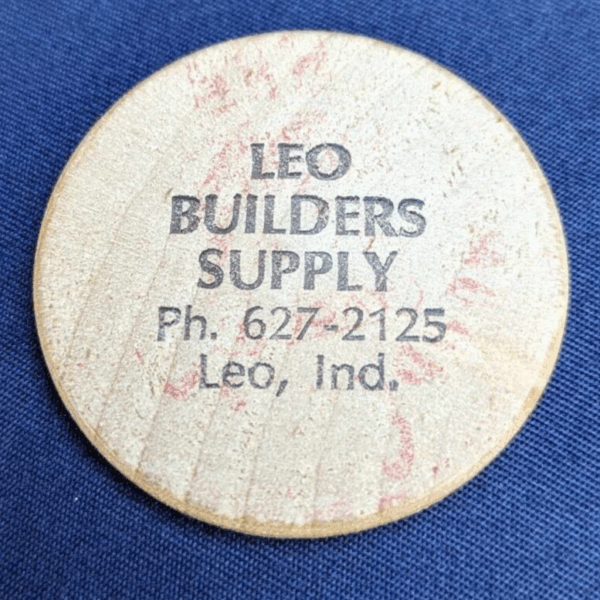 LEO
BUILDERS
SUPPLY
Ph. 627-2125
Leo, Ind.